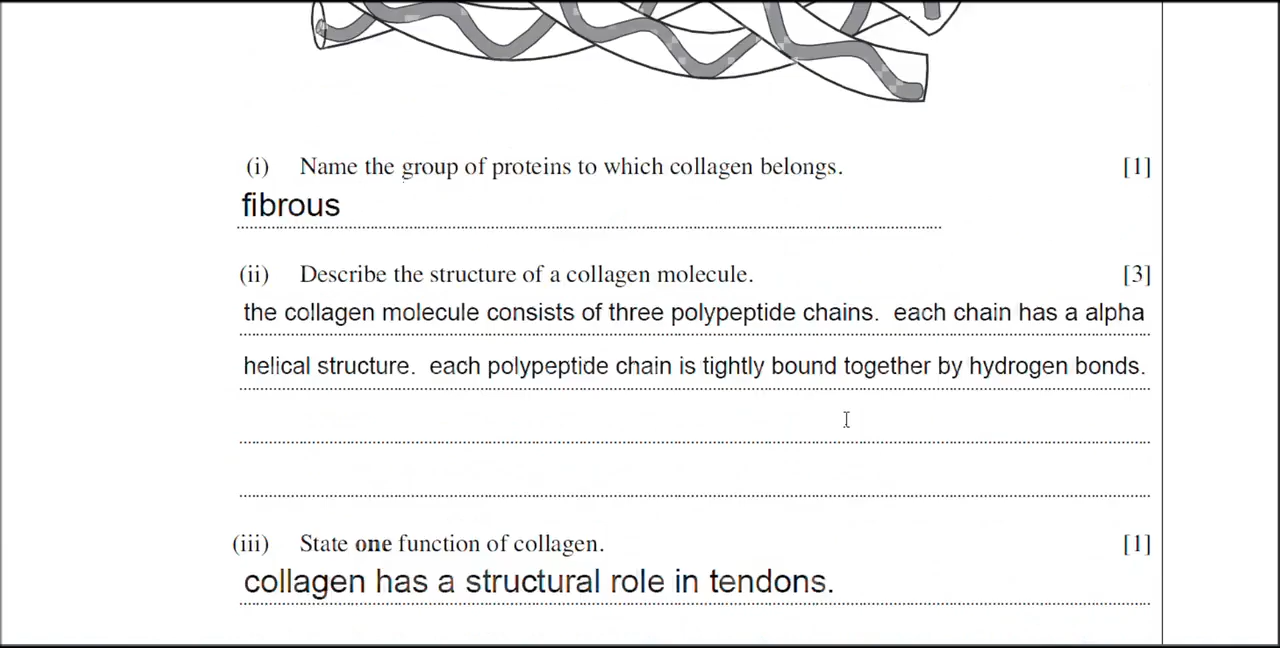 (i) Name the group of proteins to which collagen belongs. [1]
fibrous
(ii) Describe the structure of a collagen molecule. [3]
the collagen molecule consists of three polypeptide chains. each chain has a alpha
helical structure. each polypeptide chain is tightly bound together by hydrogen bonds.
(iii) State one function of collagen. [1]
collagen has a structural role in tendons.